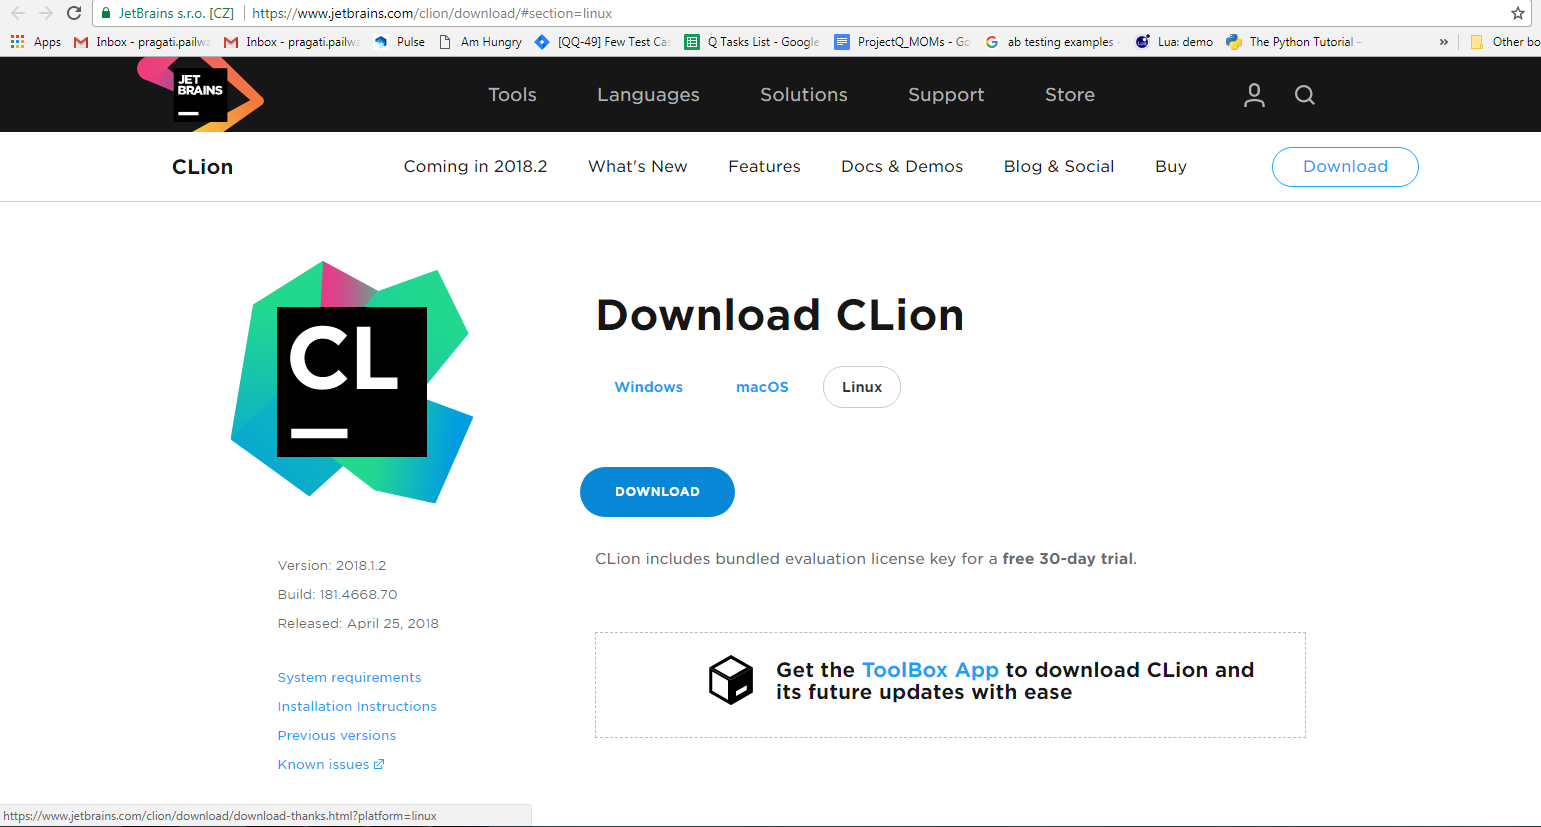 JetBrains s.r.o. [CZ] https://www.jetbrains.com/clion/download/#section=linux
Apps Inbox - pragati.pailwa Inbox - pragati.pailwa Pulse Am Hungry [QQ-49] Few Test Cas Q Tasks List - Google ProjectQ_MOMs - Go ab testing examples - Lua: demo The Python Tutorial – » Other bo
JET
BRAINS
Tools Languages Solutions Support Store
CLion Coming in 2018.2 What's New Features Docs & Demos Blog & Social Buy Download
CL
Download CLion
Windows macOS Linux
DOWNLOAD
CLion includes bundled evaluation license key for a free 30-day trial.
Version: 2018.1.2
Build: 181.4668.70
Released: April 25, 2018
System requirements
Installation Instructions
Previous versions
Known issues
Get the ToolBox App to download CLion and
its future updates with ease
https://www.jetbrains.com/clion/download/download-thanks.html?platform=linux